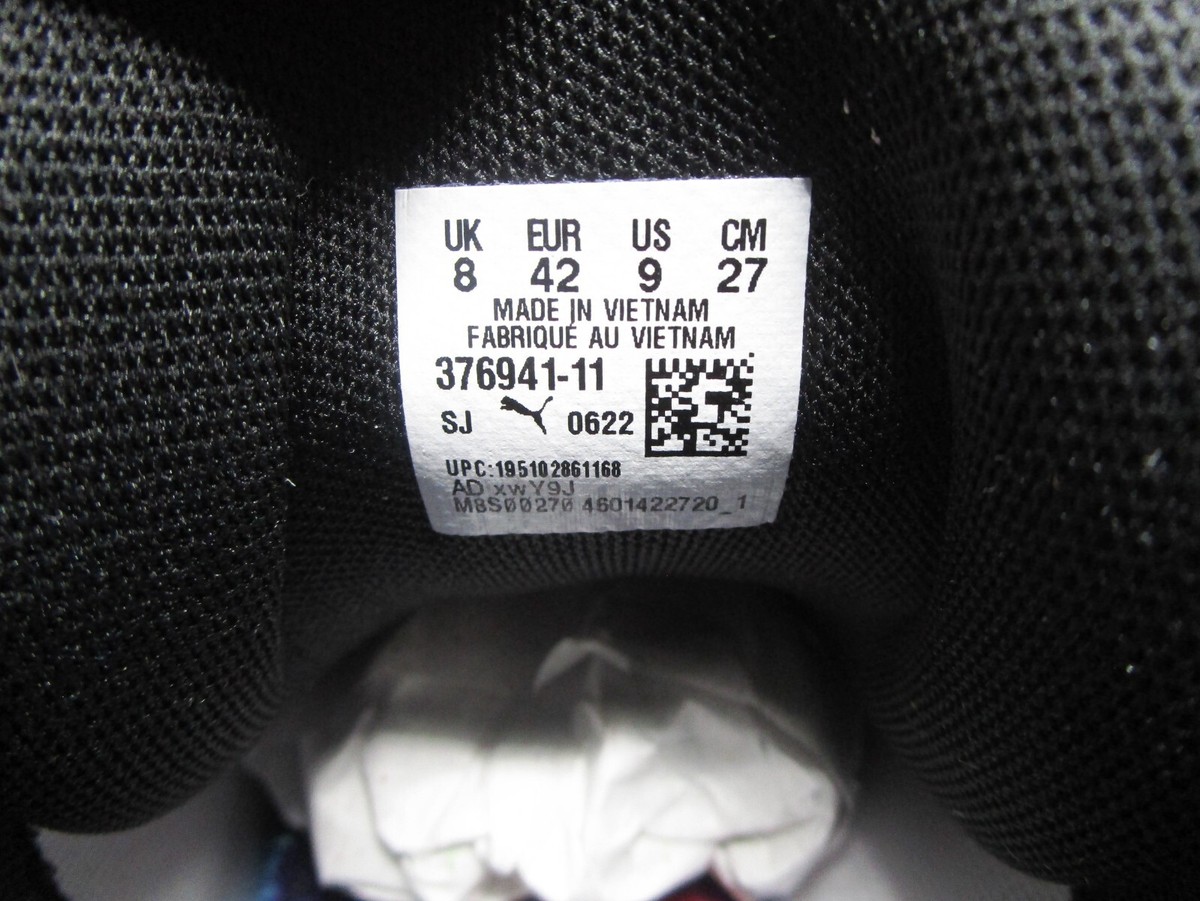 UK EUR US CM
8 42 9 27
MADE IN VIETNAM
FABRIQUÉ AU VIETNAM
376941-11
SJ 0622
UPC:195102861168
AD xwY9J
M8S00270 4601422720_1